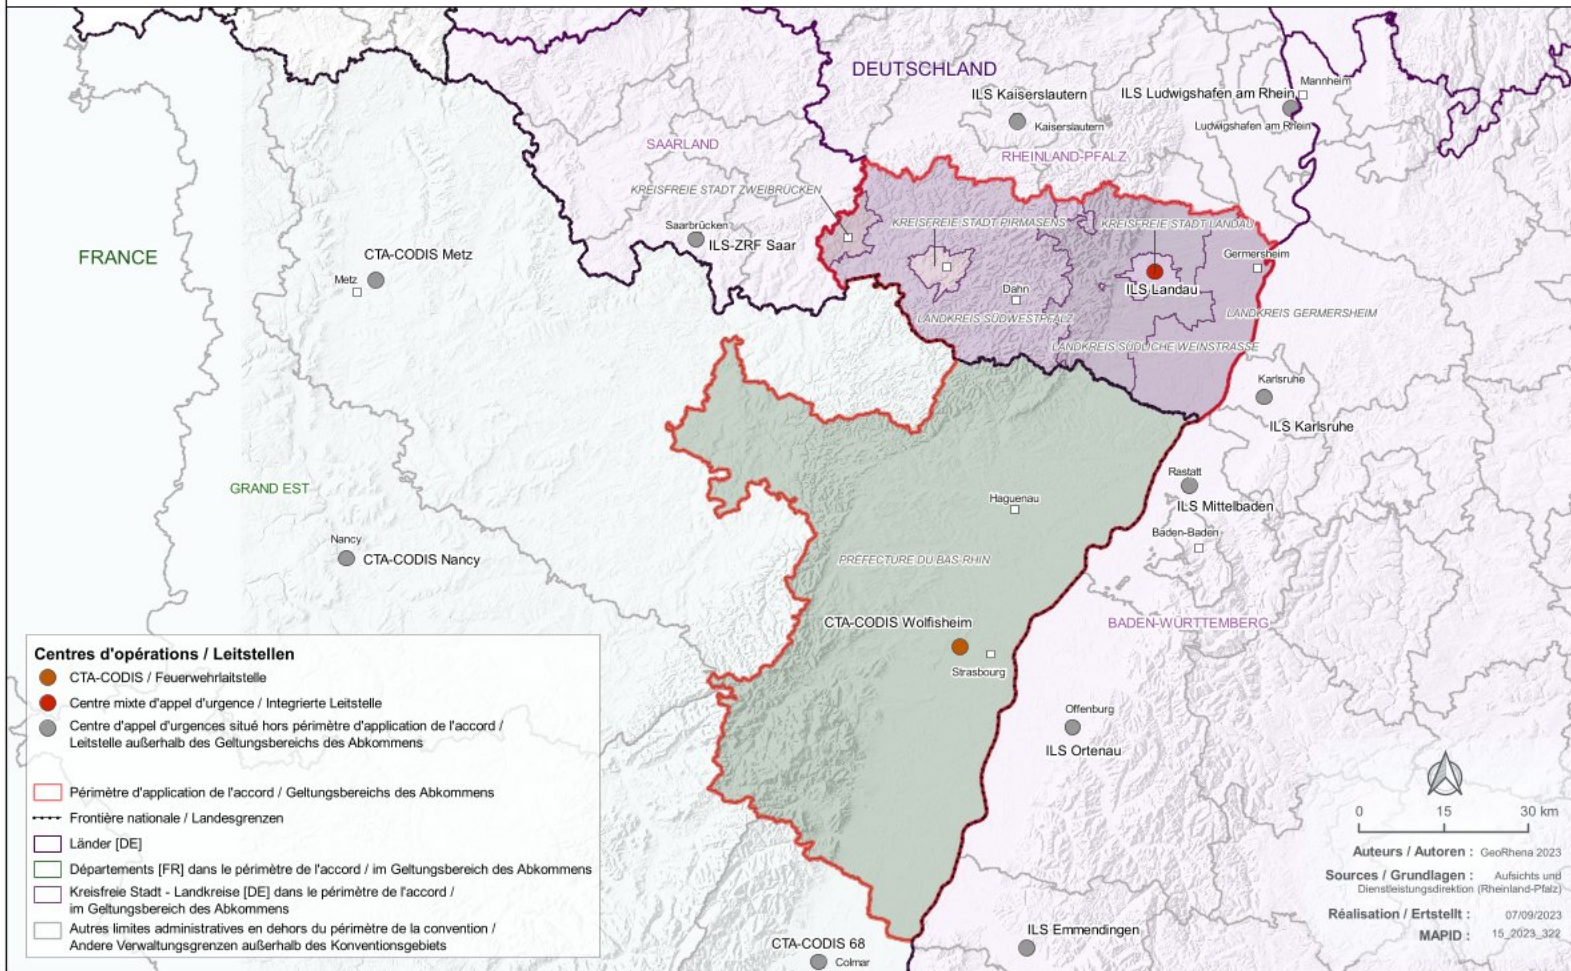 DEUTSCHLAND
ILS Kaiserslautern
ILS Ludwigshafen am Rhein
Mannheim
Kaiserslautern
Ludwigshafen am Rhein
SAARLAND
RHEINLAND-PFALZ
KREISFREIE STADT ZWEIBRÜCKEN
Saarbrücken
ILS-ZRF Saar
KREISFREIE STADT PIRMASENS
KREISFREIE STADT LANDAU
FRANCE
CTA-CODIS Metz
Metz
Germersheim
Dahn
ILS Landau
LANDKREIS SÜDWESTPFALZ
LANDKREIS GERMERSHEIM
LANDKREIS SÜDLICHE WEINSTRASSE
Karlsruhe
ILS Karlsruhe
GRAND EST
Rastatt
ILS Mittelbaden
Haguenau
Baden-Baden
Nancy
CTA-CODIS Nancy
PRÉFECTURE DU BAS-RHIN
CTA-CODIS Wolfisheim
Strasbourg
BADEN-WÜRTTEMBERG
Offenburg
ILS Ortenau
ILS Emmendingen
CTA-CODIS 68
Colmar
Centres d'opérations / Leitstellen
CTA-CODIS / Feuerwehrlaitstelle
Centre mixte d'appel d'urgence / Integrierte Leitstelle
Centre d'appel d'urgences situé hors périmètre d'application de l'accord /
Leitstelle außerhalb des Geltungsbereichs des Abkommens
Périmètre d'application de l'accord / Geltungsbereichs des Abkommens
Frontière nationale / Landesgrenzen
Länder [DE]
Départements [FR] dans le périmètre de l'accord / im Geltungsbereich des Abkommens
Kreisfreie Stadt - Landkreise [DE] dans le périmètre de l'accord /
im Geltungsbereich des Abkommens
Autres limites administratives en dehors du périmètre de la convention /
Andere Verwaltungsgrenzen außerhalb des Konventionsgebiets
0 15 30 km
Auteurs / Autoren : GeoRhena 2023
Sources / Grundlagen : Aufsichts und
Dienstleistungsdirektion (Rheinland-Pfalz)
Réalisation / Ertstellt : 07/09/2023
MAPID : 15_2023_322